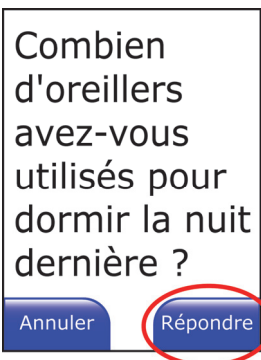 Combien
d'oreillers
avez-vous
utilisés pour
dormir la nuit
dernière ?
Annuler Répondre